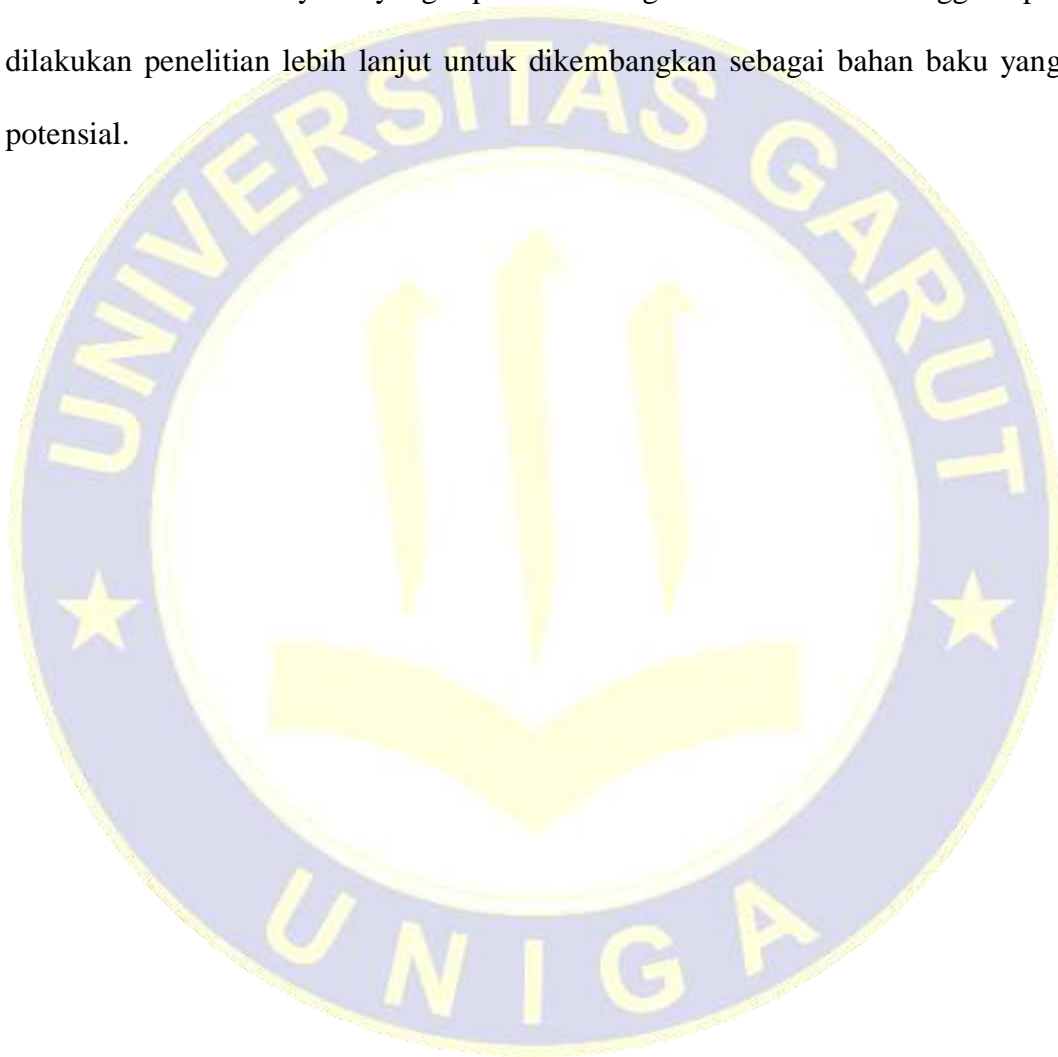 dilakukan penelitian lebih lanjut untuk dikembangkan sebagai bahan baku yang
potensial.
UNIVERSITAS GARUT
UNIGA